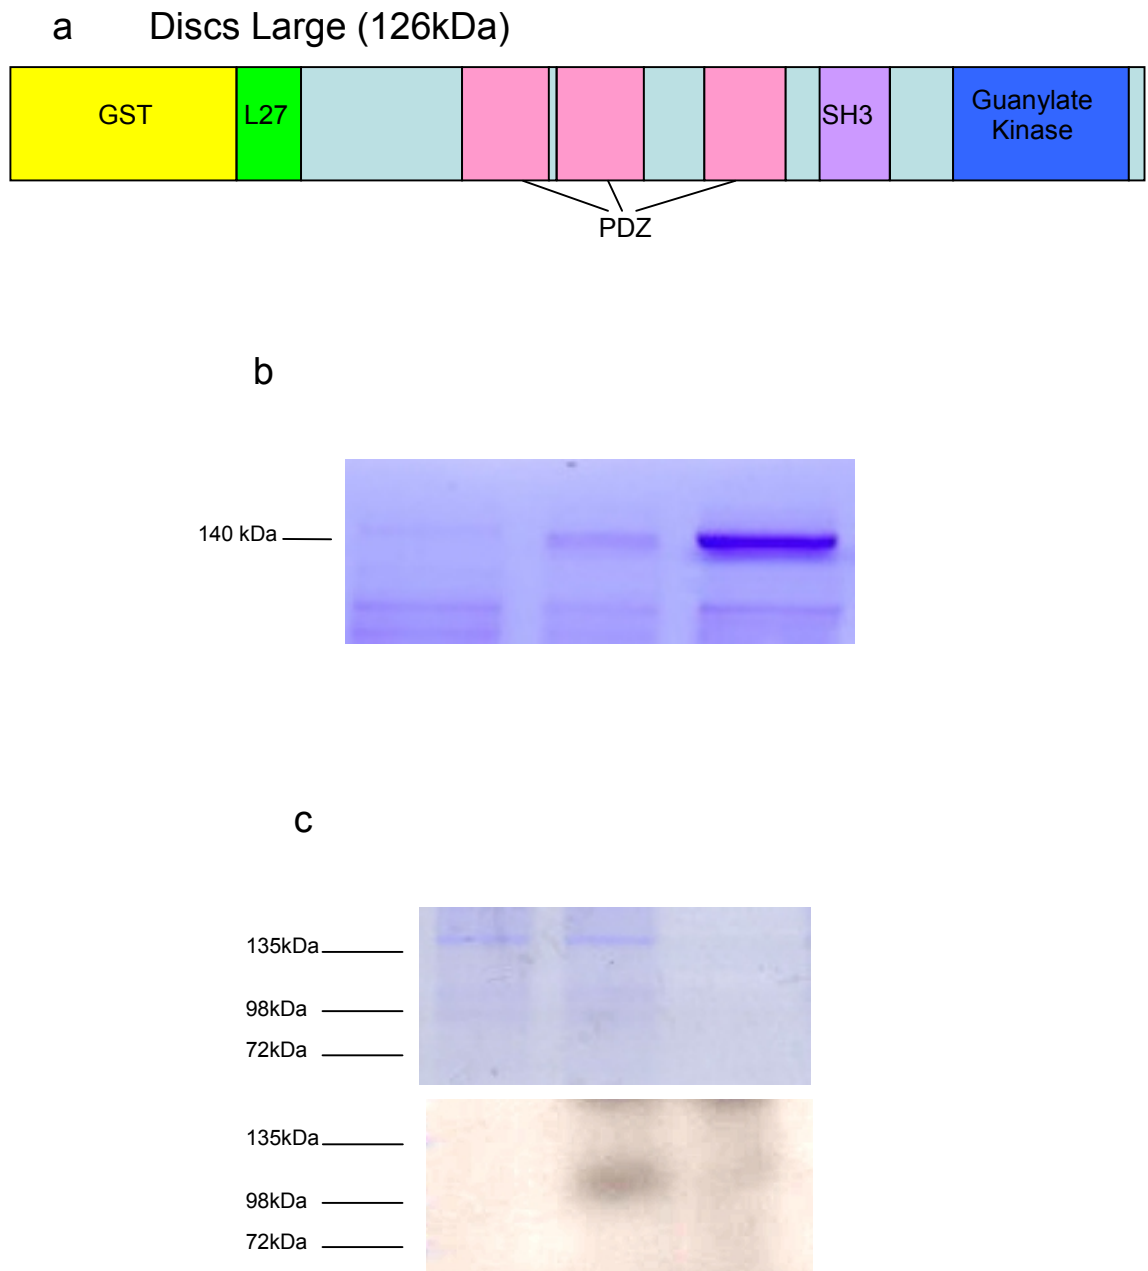 a Discs Large (126kDa)
GST
L27
SH3
Guanylate
Kinase
PDZ
b
140 kDa
c
135kDa
98kDa
72kDa
135kDa
98kDa
72kDa